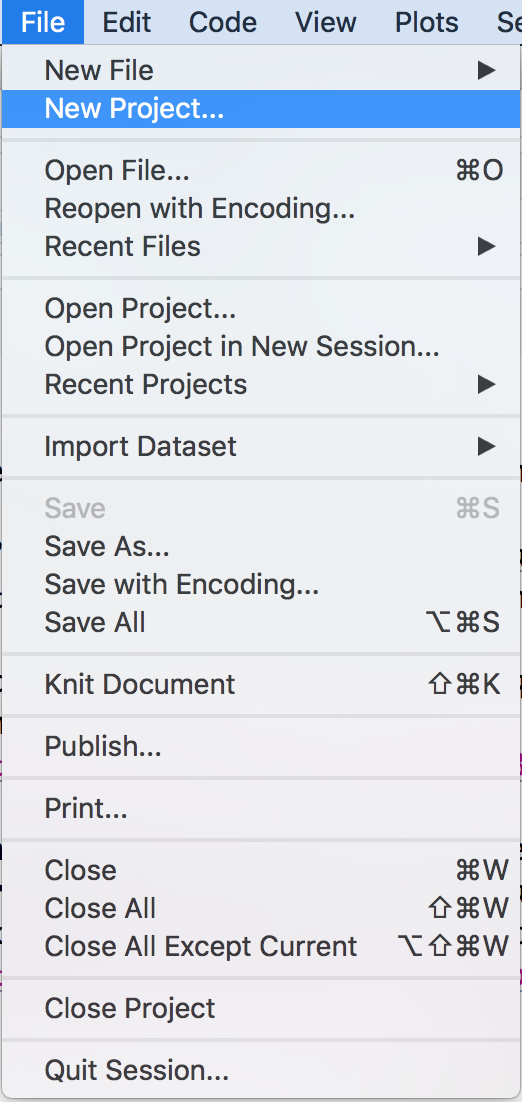 File Edit Code View Plots Se
New File ▶
New Project...
Open File... ⌘O
Reopen with Encoding...
Recent Files ▶
Open Project...
Open Project in New Session...
Recent Projects ▶
Import Dataset ▶
Save ⌘S
Save As...
Save with Encoding...
Save All ⌥⌘S
Knit Document ⇧⌘K
Publish...
Print...
Close ⌘W
Close All ⇧⌘W
Close All Except Current ⌥⇧⌘W
Close Project
Quit Session...